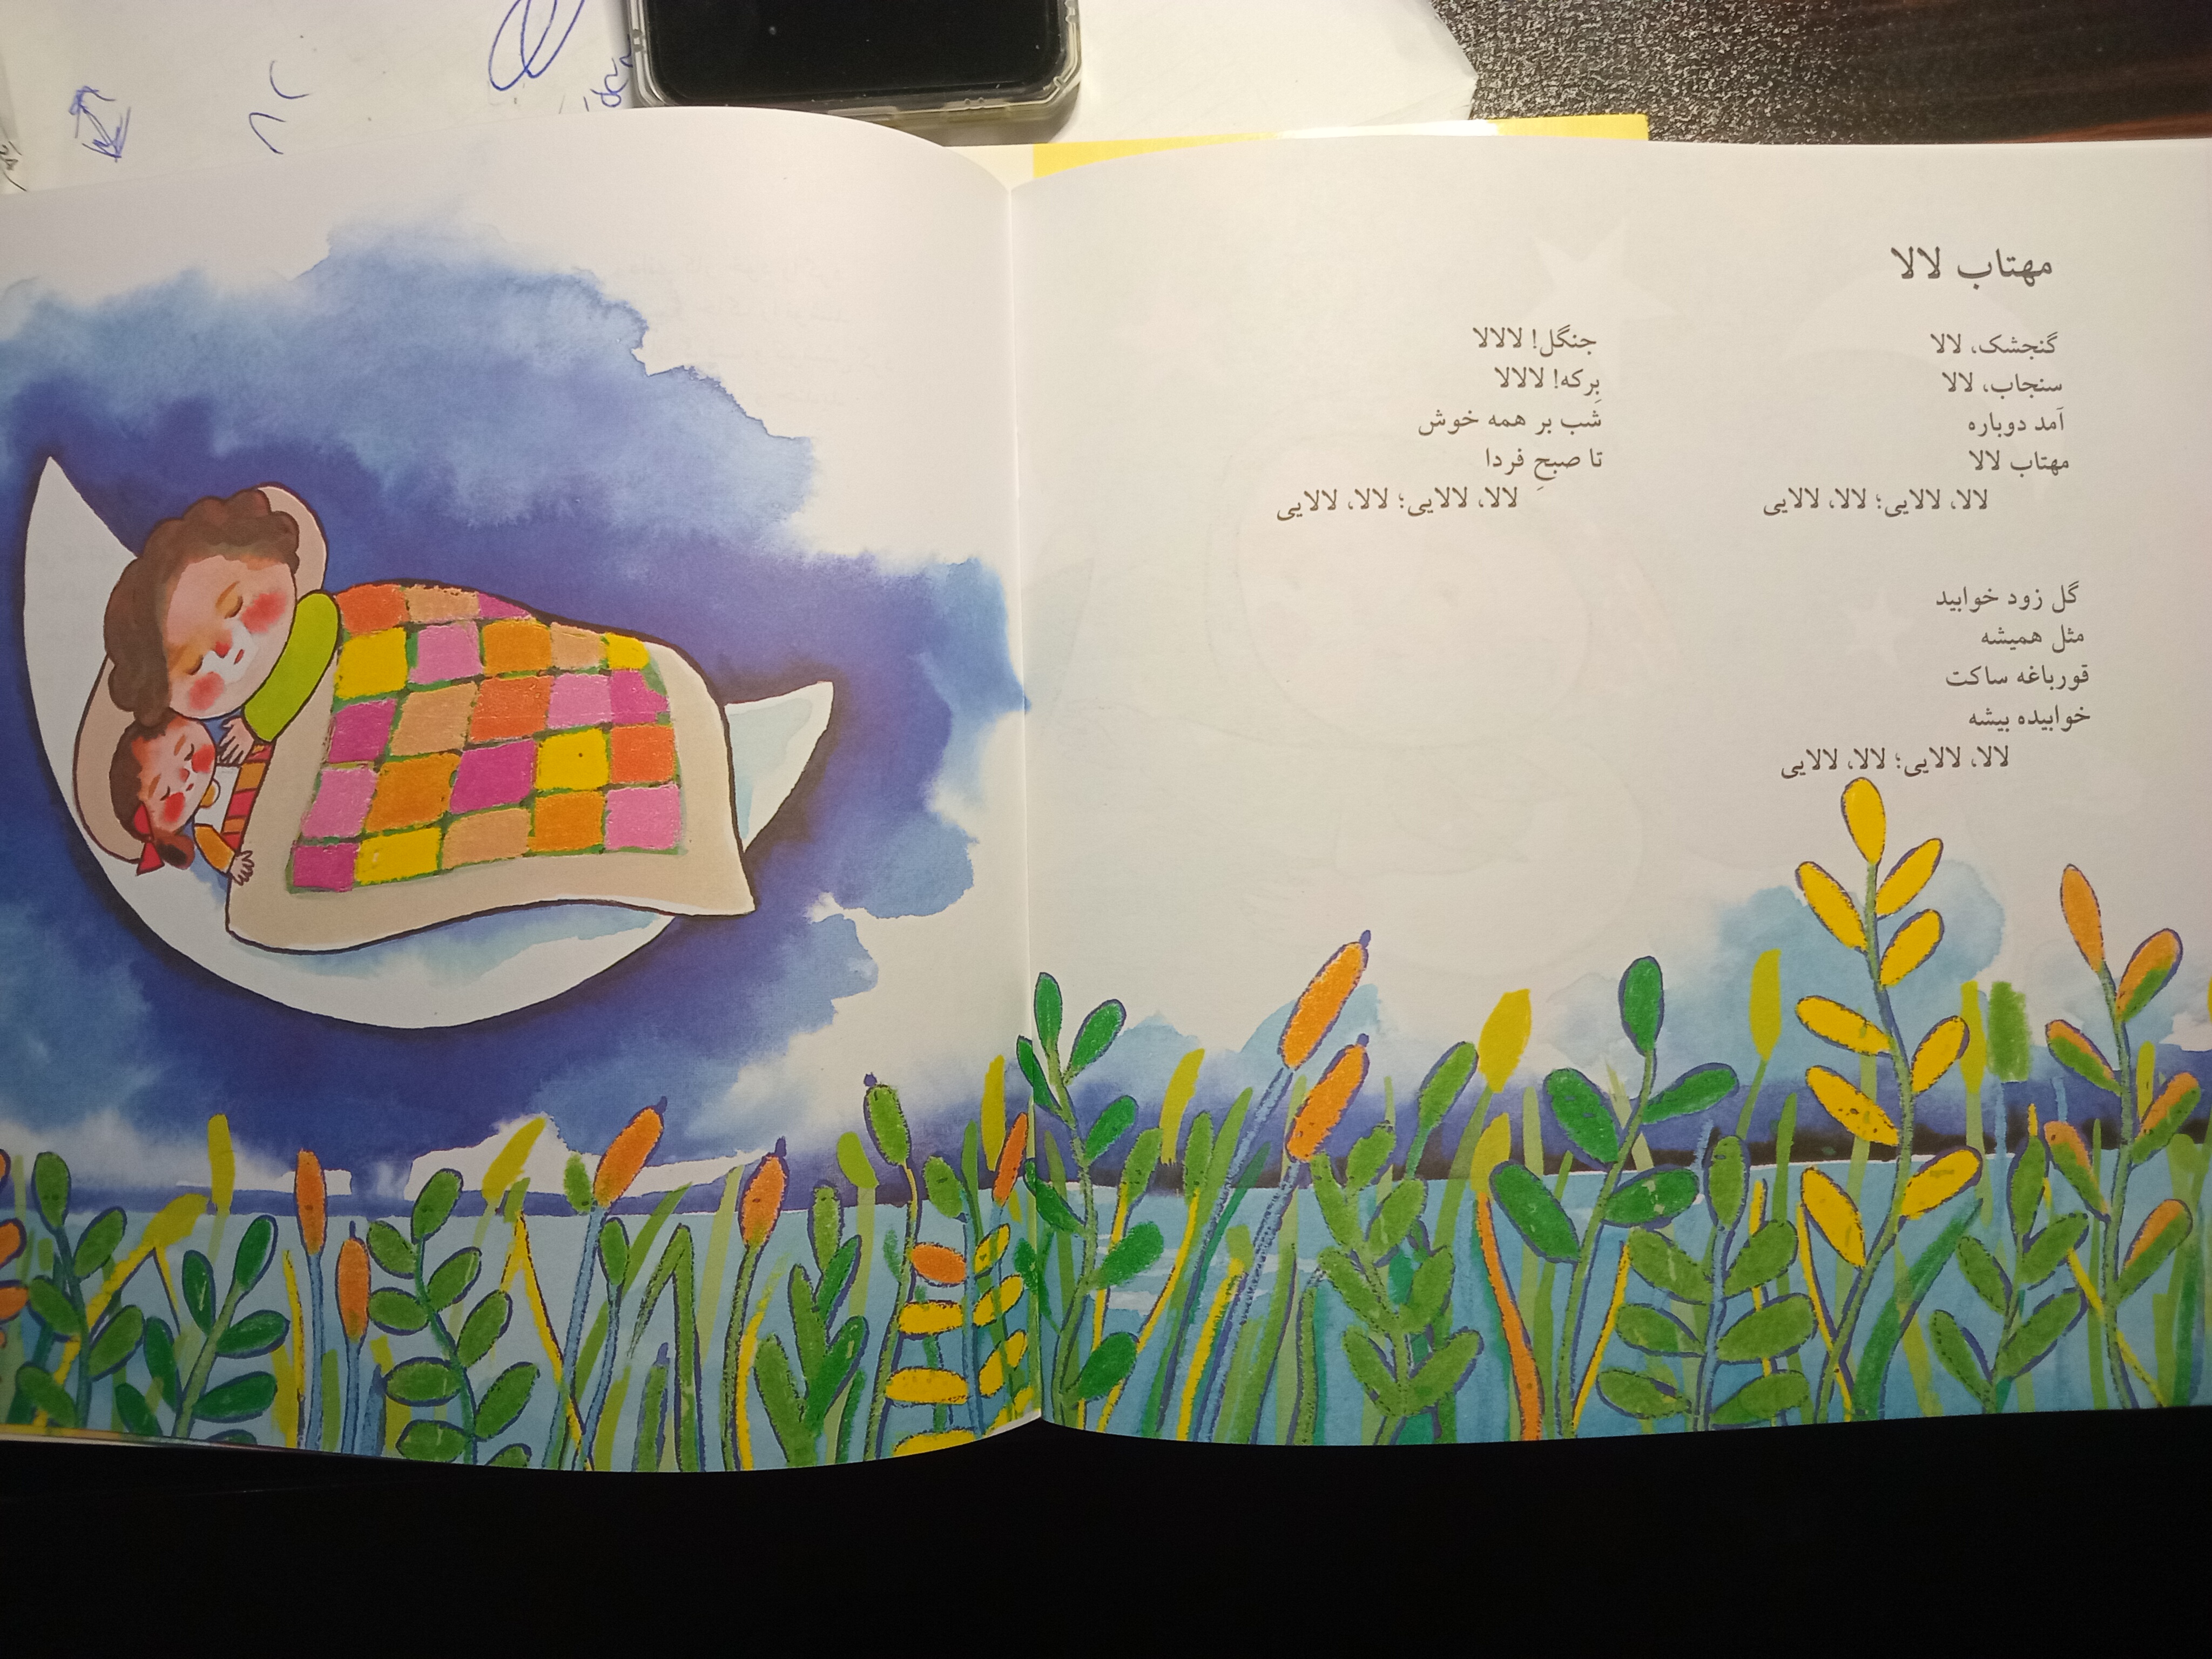 مهتاب لالا
گنجشک، لالا
سنجاب، لالا
آمد دوباره
مهتاب لالا
لالا، لالایی؛ لالا، لالایی
گل زود خوابید
مثل همیشه
قورباغه ساکت
خوابیده بیشه
لالا، لالایی؛ لالا، لالایی
جنگل! لالالا
بِرکه! لالالا
شب بر همه خوش
تا صبحِ فردا
لالا، لالایی؛ لالا، لالایی